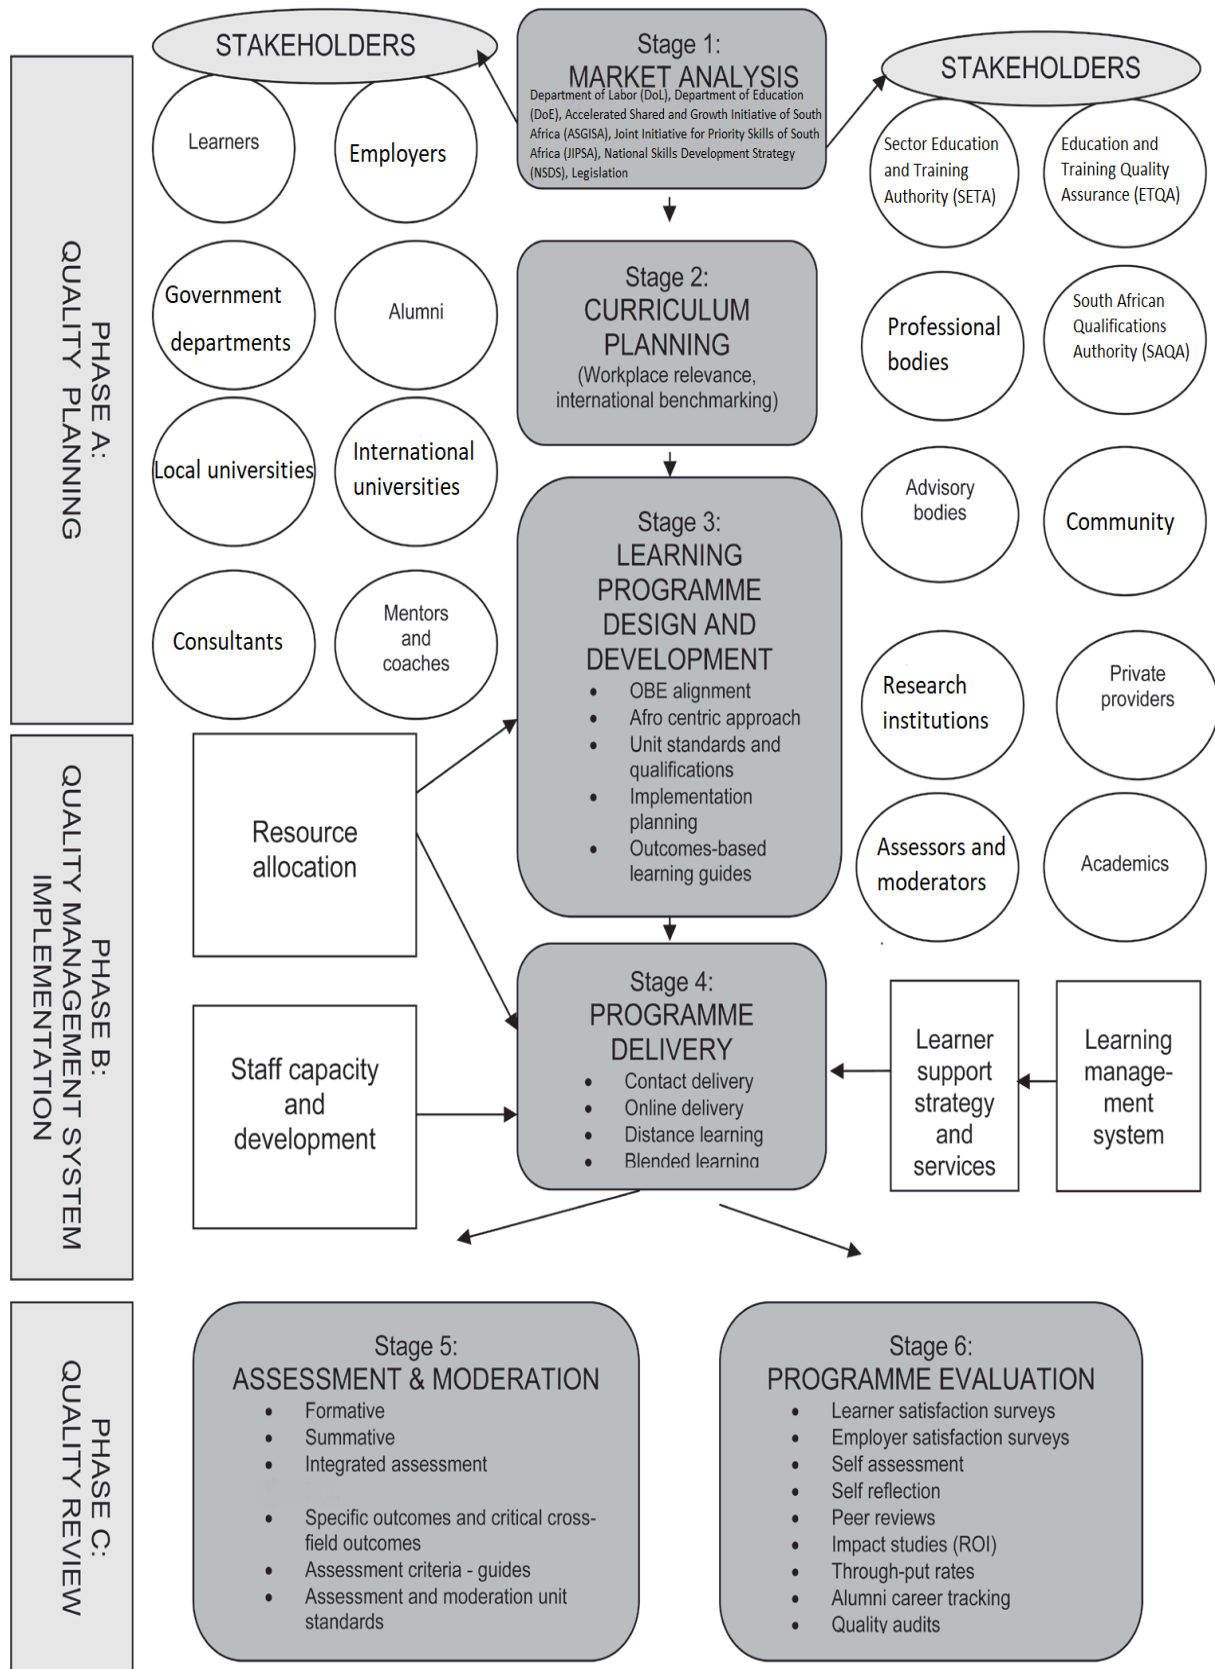 STAKEHOLDERS
Learners
Employers
Government
departments
Alumni
Local universities
International
universities
Consultants
Mentors
and
coaches
Stage 1:
MARKET ANALYSIS
Department of Labor (DoL), Department of Education
(DoE), Accelerated Shared and Growth Initiative of South
Africa (ASGISA), Joint Initiative for Priority Skills of South
Africa (JIPSA), National Skills Development Strategy
(NSDS), Legislation
Stage 2:
CURRICULUM
PLANNING
(Workplace relevance,
international benchmarking)
Stage 3:
LEARNING
PROGRAMME
DESIGN AND
DEVELOPMENT
• OBE alignment
• Afro centric approach
• Unit standards and
qualifications
• Implementation
planning
• Outcomes-based
learning guides
STAKEHOLDERS
Sector Education
and Training
Authority (SETA)
Education and
Training Quality
Assurance (ETQA)
Professional
bodies
South African
Qualifications
Authority (SAQA)
Advisory
bodies
Community
Research
institutions
Private
providers
Assessors and
moderators
Academics
PHASE A:
QUALITY PLANNING
Resource
allocation
Staff capacity
and
development
Stage 4:
PROGRAMME
DELIVERY
• Contact delivery
• Online delivery
• Distance learning
• Blended learning
Learner
support
strategy
and
services
Learning
manage-
ment
system
PHASE B:
QUALITY MANAGEMENT SYSTEM
IMPLEMENTATION
Stage 5:
ASSESSMENT & MODERATION
• Formative
• Summative
• Integrated assessment
• Specific outcomes and critical cross-
field outcomes
• Assessment criteria - guides
• Assessment and moderation unit
standards
Stage 6:
PROGRAMME EVALUATION
• Learner satisfaction surveys
• Employer satisfaction surveys
• Self assessment
• Self reflection
• Peer reviews
• Impact studies (ROI)
• Through-put rates
• Alumni career tracking
• Quality audits
PHASE C:
QUALITY REVIEW